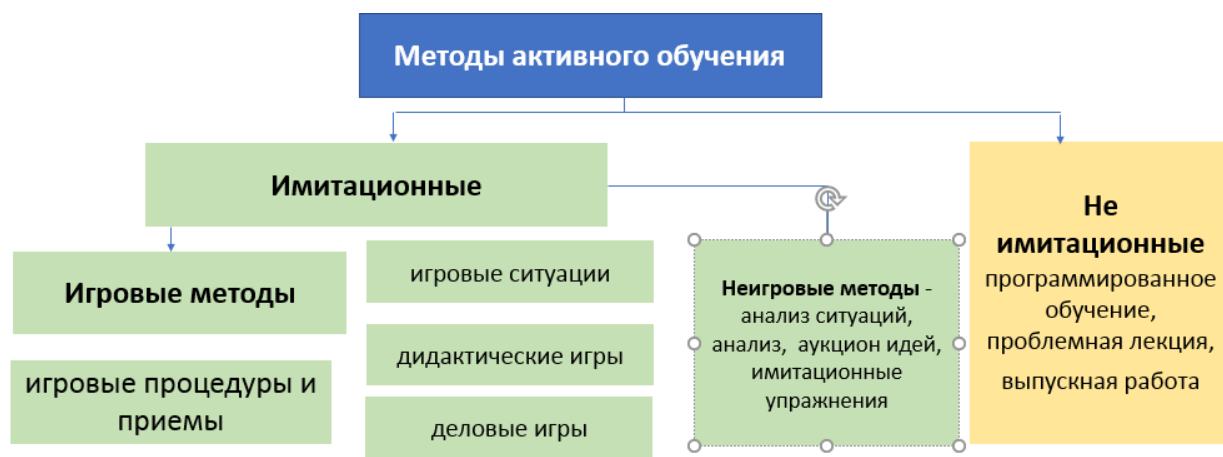 Методы активного обучения
Имитационные
Не
имитационные
программированное
обучение,
проблемная лекция,
выпускная работа
Игровые методы
игровые процедуры и
приемы
игровые ситуации
дидактические игры
деловые игры
Неигровые методы -
анализ ситуаций,
анализ, аукцион идей,
имитационные
упражнения